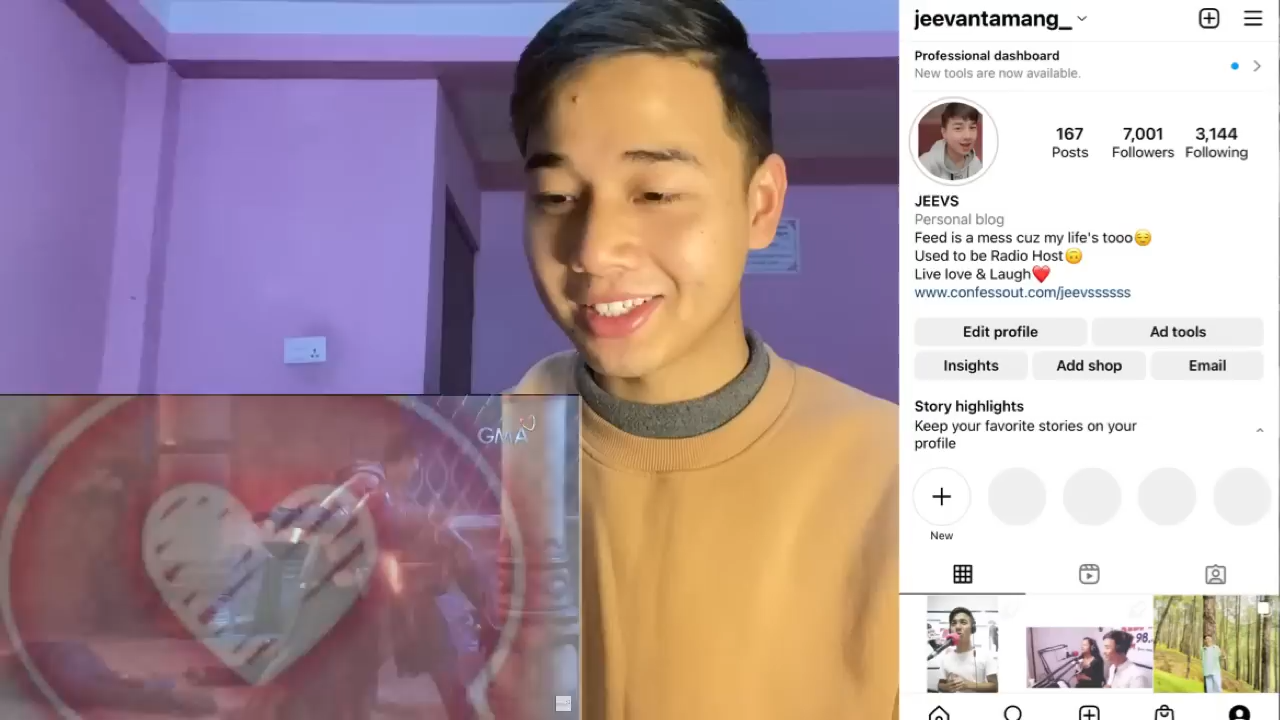 jeevantamang_
Professional dashboard
New tools are now available.
167
Posts
7,001
Followers
3,144
Following
JEEVS
Personal blog
Feed is a mess cuz my life's tooo😌
Used to be Radio Host🙃
Live love & Laugh❤️
www.confessout.com/jeevssssss
Edit profile
Ad tools
Insights
Add shop
Email
Story highlights
Keep your favorite stories on your
profile
New
GMA
98.